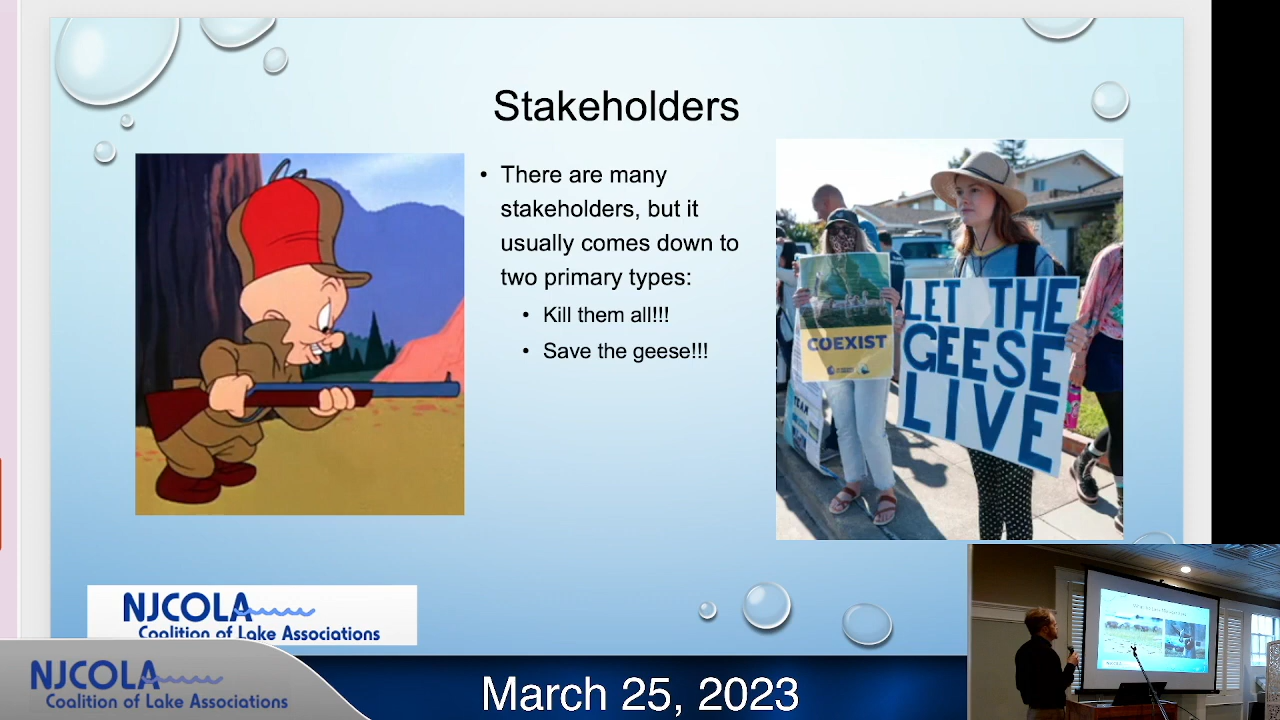 Stakeholders
• There are many
stakeholders, but it
usually comes down to
two primary types:
• Kill them all!!!
• Save the geese!!!
COEXIST
LET THE
GEESE
LIVE
TEAM
NJCOLA
Coalition of Lake Associations
NJCOLA
Coalition of Lake Associations
March 25, 2023